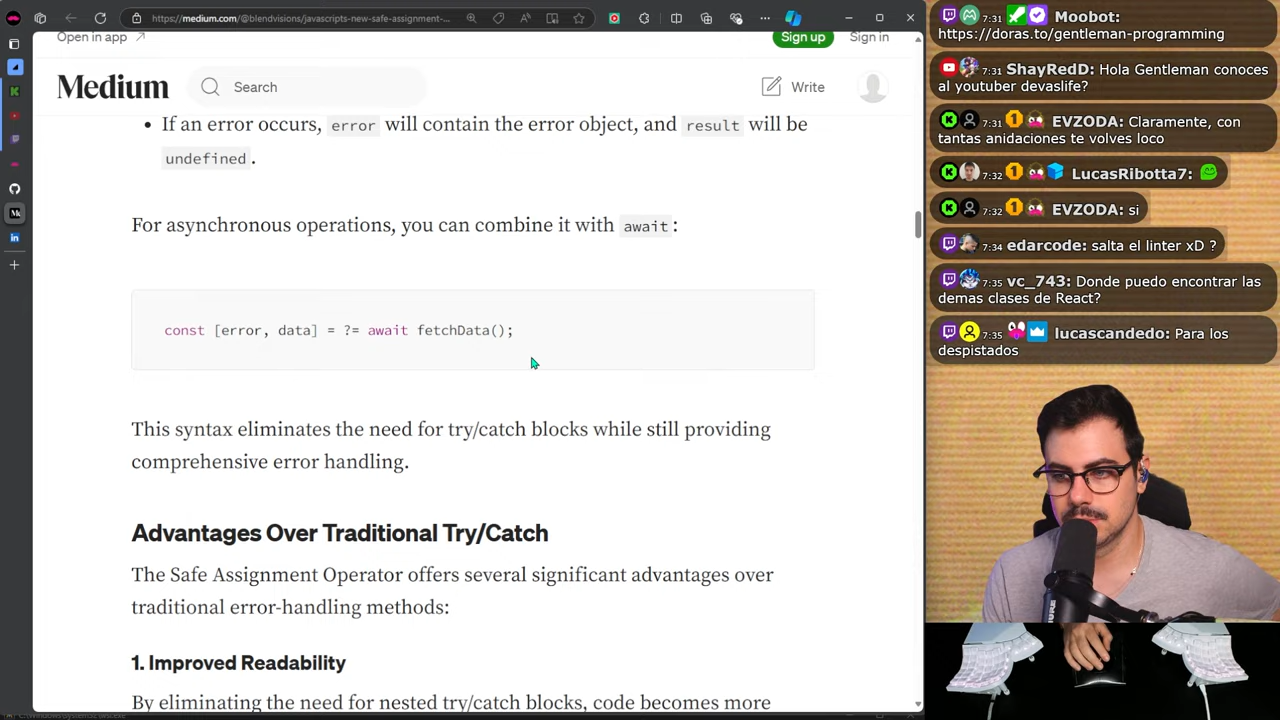 https://medium.com/@blendvisions/javascripts-new-safe-assignment-...
Open in app
Sign up
Sign in
Medium
Search
Write
If an error occurs, error will contain the error object, and result will be
undefined.
For asynchronous operations, you can combine it with await:
const [error, data] = ?= await fetchData();
This syntax eliminates the need for try/catch blocks while still providing
comprehensive error handling.
Advantages Over Traditional Try/Catch
The Safe Assignment Operator offers several significant advantages over
traditional error-handling methods:
1. Improved Readability
By eliminating the need for nested try/catch blocks, code becomes more
7:31 Moobot:
https://doras.to/gentleman-programming
7:31 ShayRedD: Hola Gentleman conoces
al youtuber devaslife?
7:31 EVZODA: Claramente, con
tantas anidaciones te volves loco
7:32 LucasRibotta7:
7:32 EVZODA: si
7:34 edarcode: salta el linter xD ?
7:35 vc_743: Donde puedo encontrar las
demas clases de React?
7:35 lucascandedo: Para los
despistados